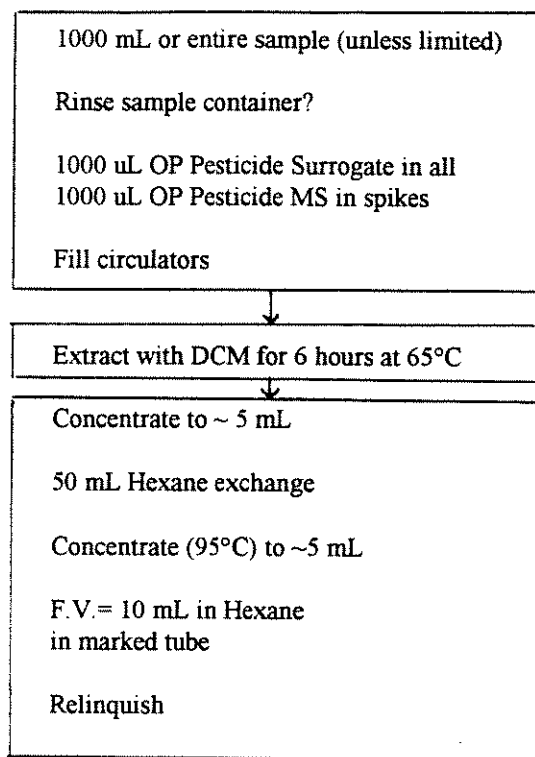 1000 mL or entire sample (unless limited)
Rinse sample container?
1000 uL OP Pesticide Surrogate in all
1000 uL OP Pesticide MS in spikes
Fill circulators
Extract with DCM for 6 hours at 65°C
Concentrate to ~ 5 mL
50 mL Hexane exchange
Concentrate (95°C) to ~5 mL
F.V.= 10 mL in Hexane
in marked tube
Relinquish